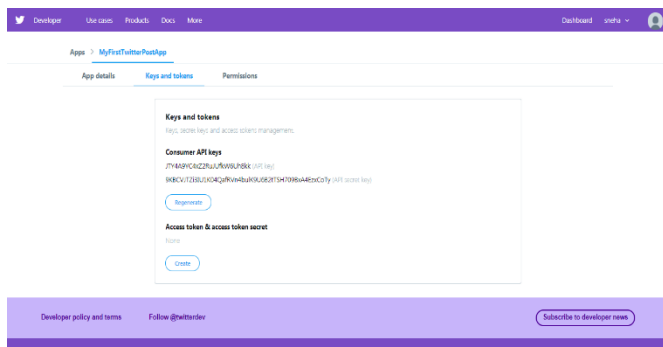 Developer Use cases Products Docs More Dashboard sneha
Apps > MyFirstTwitterPostApp
App details Keys and tokens Permissions
Keys and tokens
Keys, secret keys and access tokens management.
Consumer API keys
(API key)
(API secret key)
Regenerate
Access token & access token secret
None
Create
Developer policy and terms Follow @twitterdev Subscribe to developer news